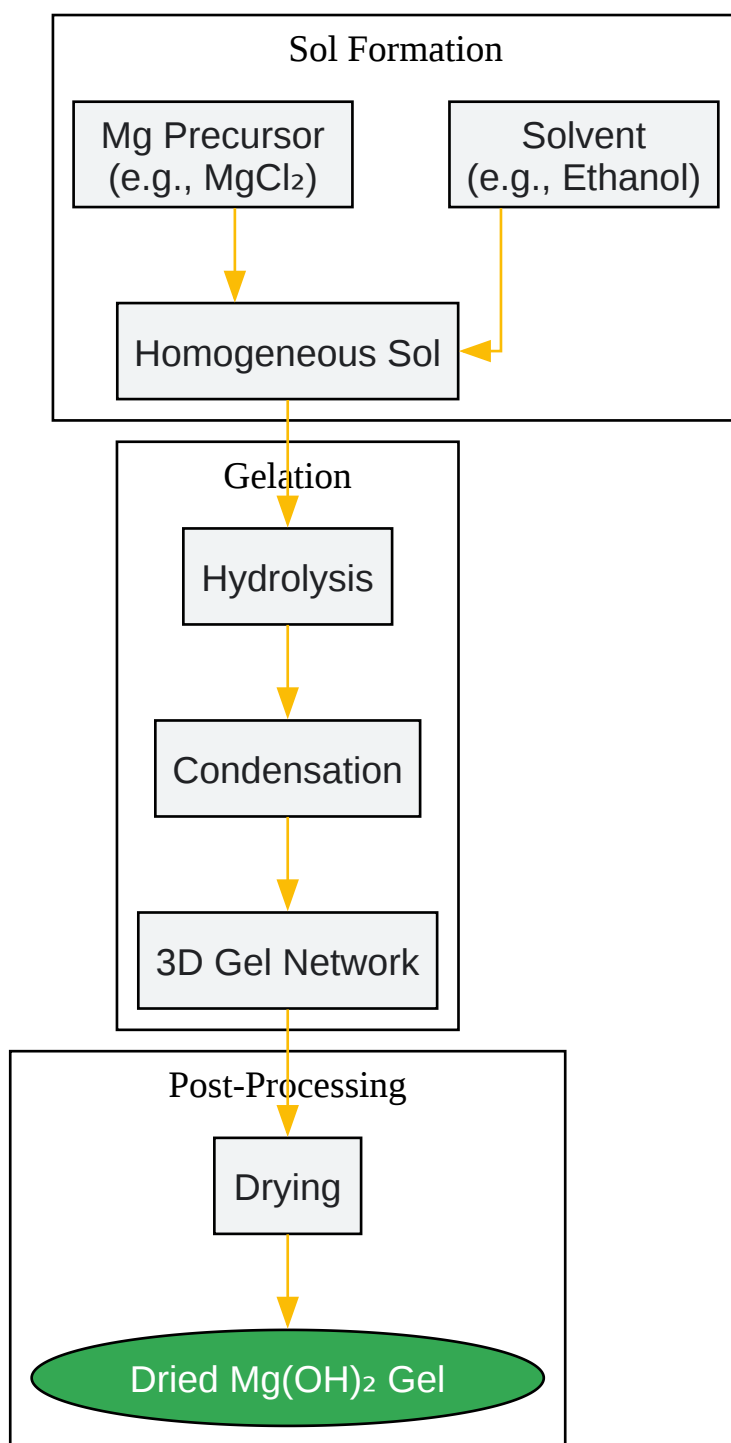 Sol Formation
Mg Precursor
(e.g., MgCl₂)
Solvent
(e.g., Ethanol)
Homogeneous Sol
Gelation
Hydrolysis
Condensation
3D Gel Network
Post-Processing
Drying
Dried Mg(OH)₂ Gel